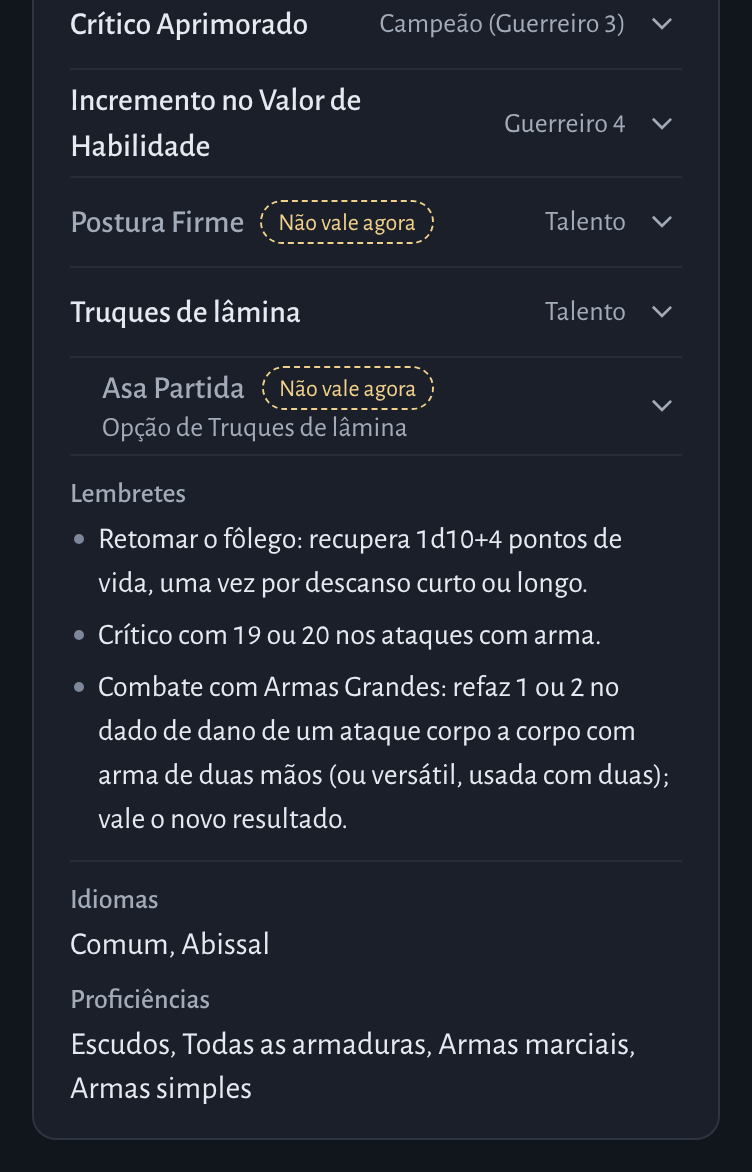 Crítico Aprimorado Campeão (Guerreiro 3)
Incremento no Valor de
Habilidade
Guerreiro 4
Postura Firme Não vale agora Talento
Truques de lâmina Talento
Asa Partida Não vale agora
Opção de Truques de lâmina
Lembretes
Retomar o fôlego: recupera 1d10+4 pontos de
vida, uma vez por descanso curto ou longo.
Crítico com 19 ou 20 nos ataques com arma.
Combate com Armas Grandes: refaz 1 ou 2 no
dado de dano de um ataque corpo a corpo com
arma de duas mãos (ou versátil, usada com duas);
vale o novo resultado.
Idiomas
Comum, Abissal
Proficiências
Escudos, Todas as armaduras, Armas marciais,
Armas simples